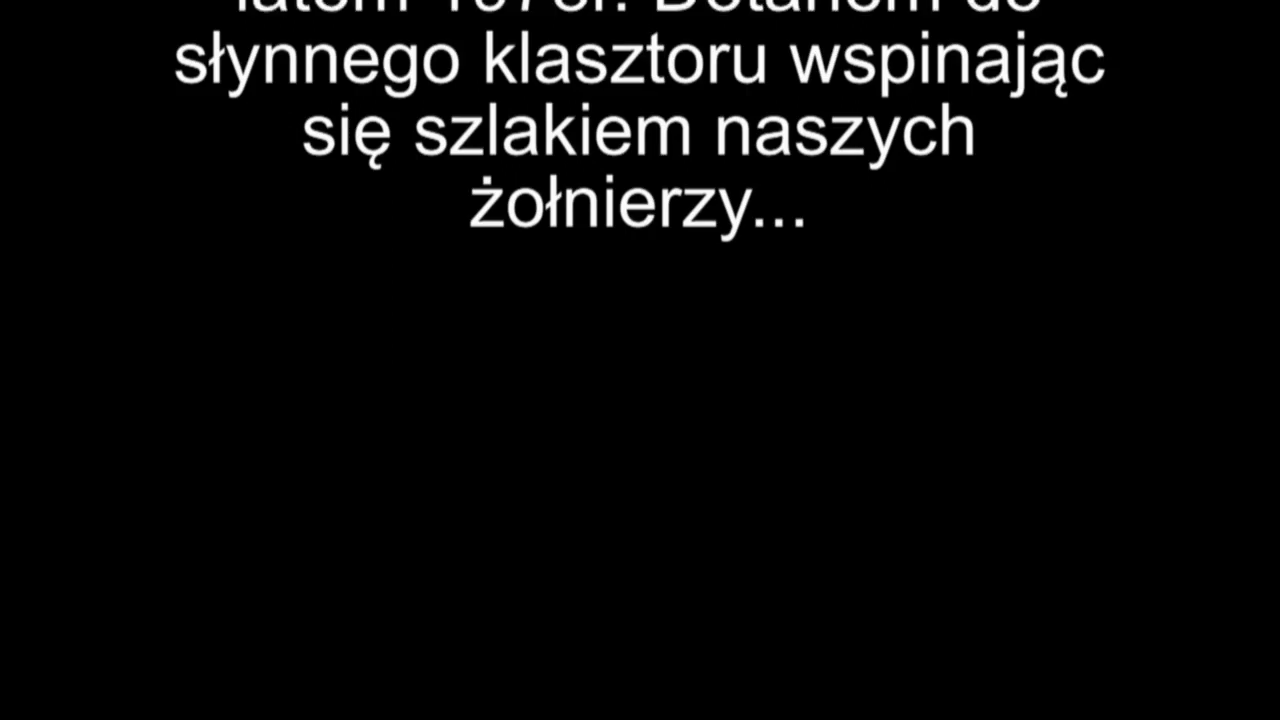 słynnego klasztoru wspinając
się szlakiem naszych
żołnierzy...